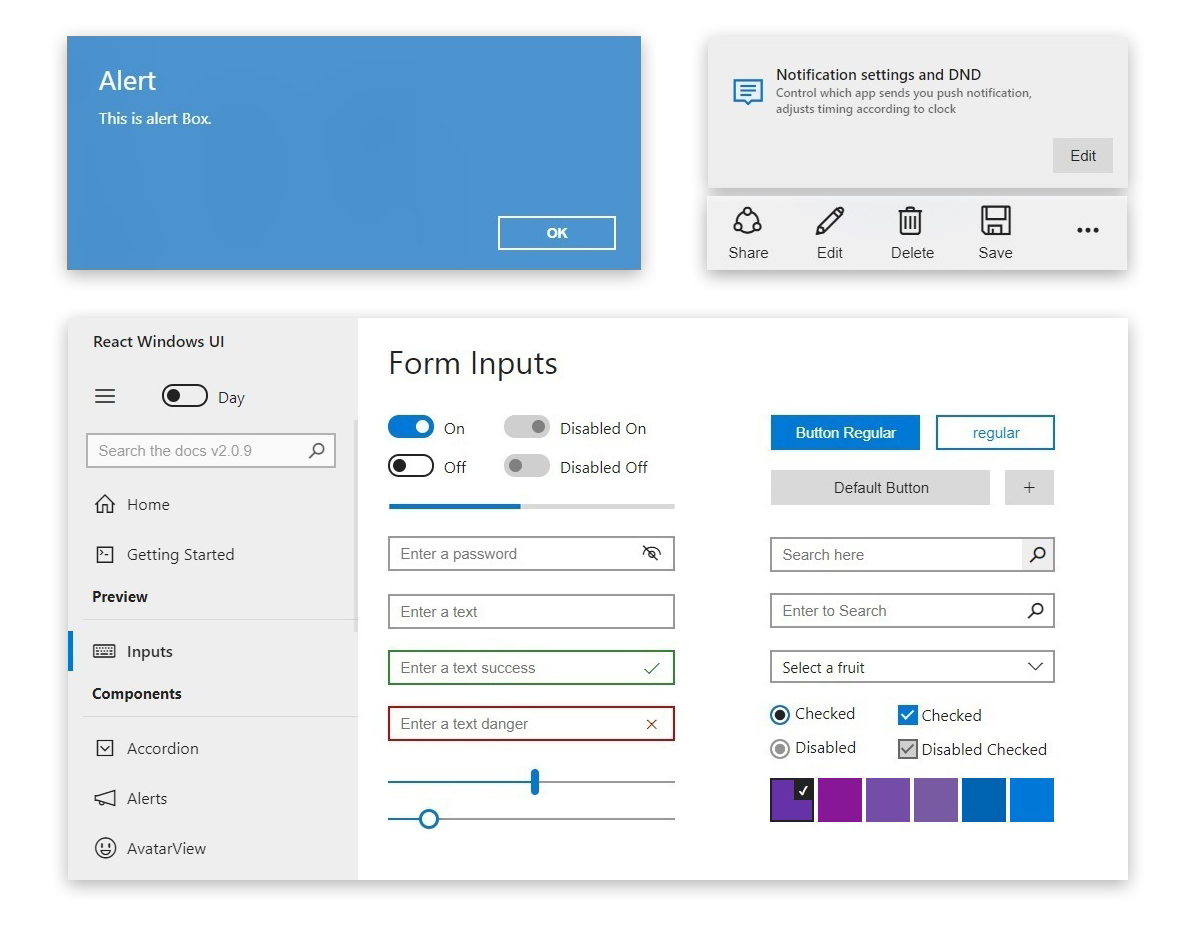 Alert
This is alert Box.
OK
Notification settings and DND
Control which app sends you push notification,
adjusts timing according to clock
Edit
Share
Edit
Delete
Save
React Windows UI
Day
Search the docs v2.0.9
Home
Getting Started
Preview
Inputs
Components
Accordion
Alerts
AvatarView
Form Inputs
On
Disabled On
Off
Disabled Off
Enter a password
Enter a text
Enter a text success
Enter a text danger
Button Regular
regular
Default Button
+
Search here
Enter to Search
Select a fruit
Checked
Checked
Disabled
Disabled Checked